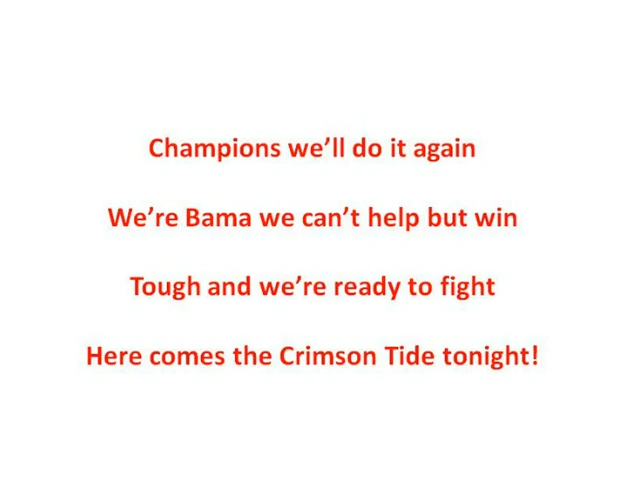 Champions we’ll do it again
We’re Bama we can’t help but win
Tough and we’re ready to fight
Here comes the Crimson Tide tonight!